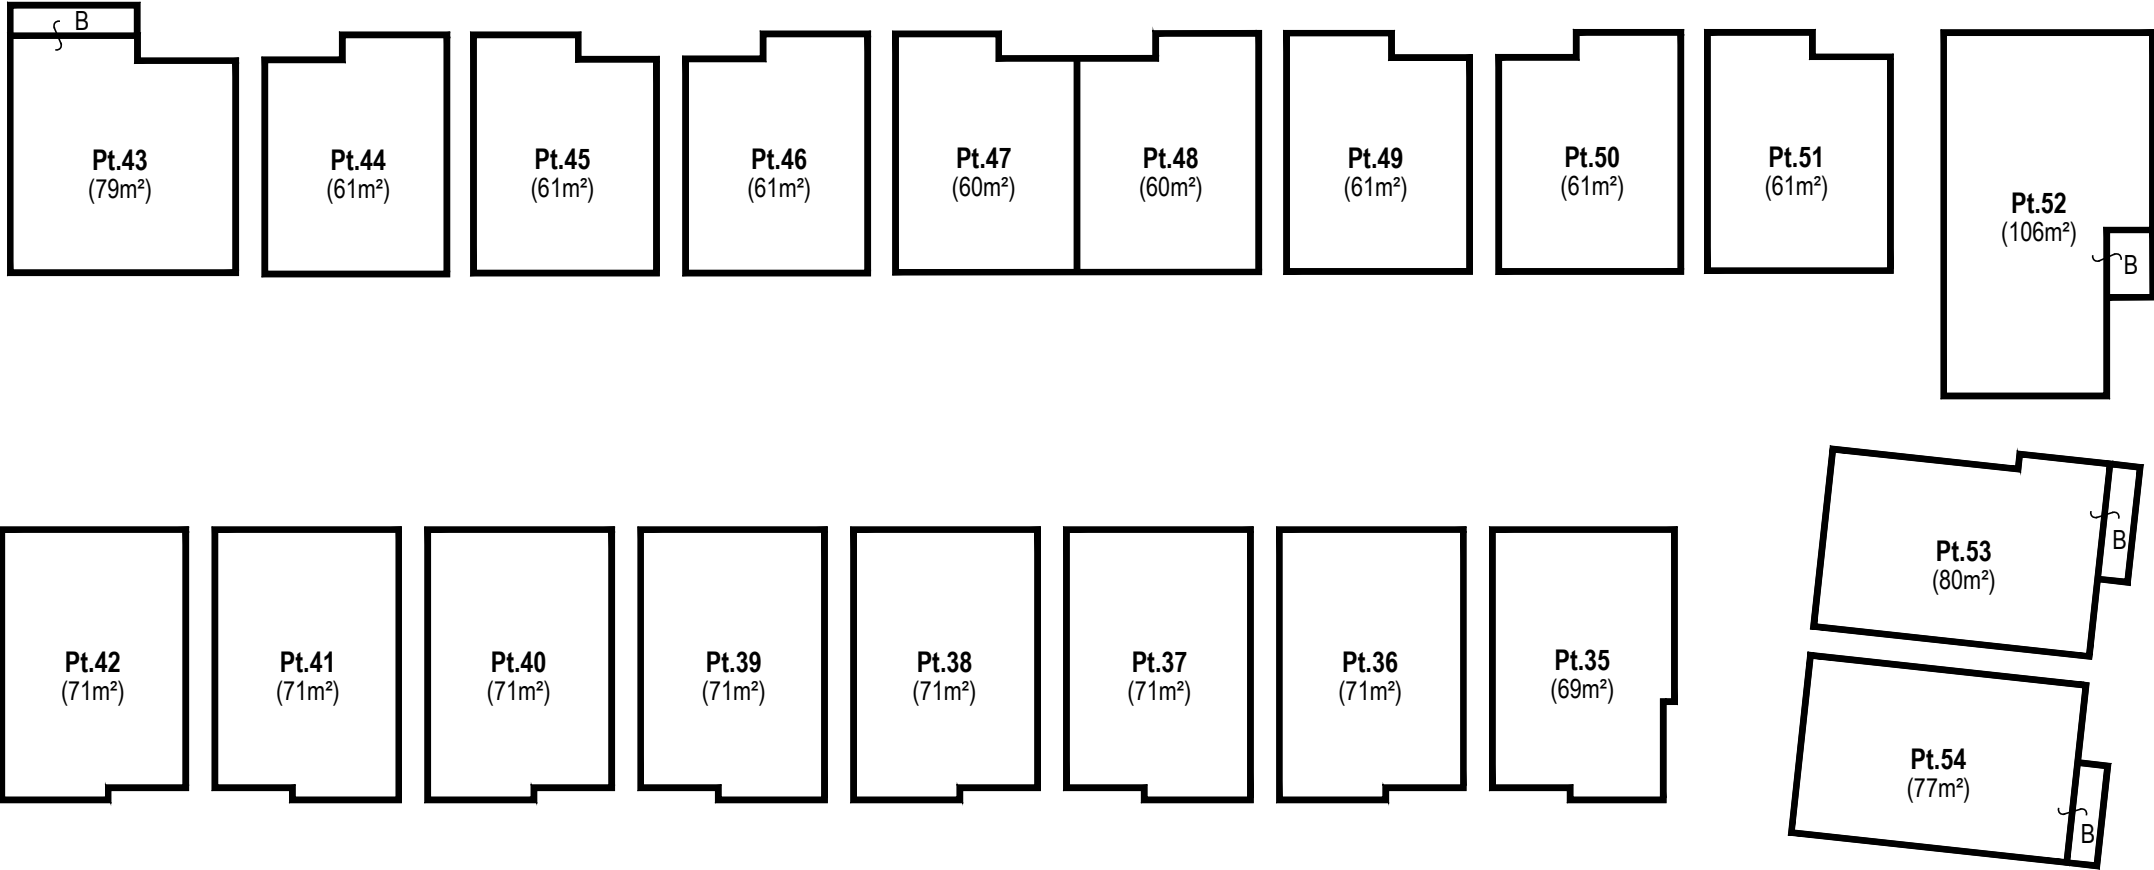 B
Pt.43
(79m²)
Pt.44
(61m²)
Pt.45
(61m²)
Pt.46
(61m²)
Pt.47
(60m²)
Pt.48
(60m²)
Pt.49
(61m²)
Pt.50
(61m²)
Pt.51
(61m²)
Pt.52
(106m²)
B
Pt.42
(71m²)
Pt.41
(71m²)
Pt.40
(71m²)
Pt.39
(71m²)
Pt.38
(71m²)
Pt.37
(71m²)
Pt.36
(71m²)
Pt.35
(69m²)
Pt.53
(80m²)
B
Pt.54
(77m²)
B